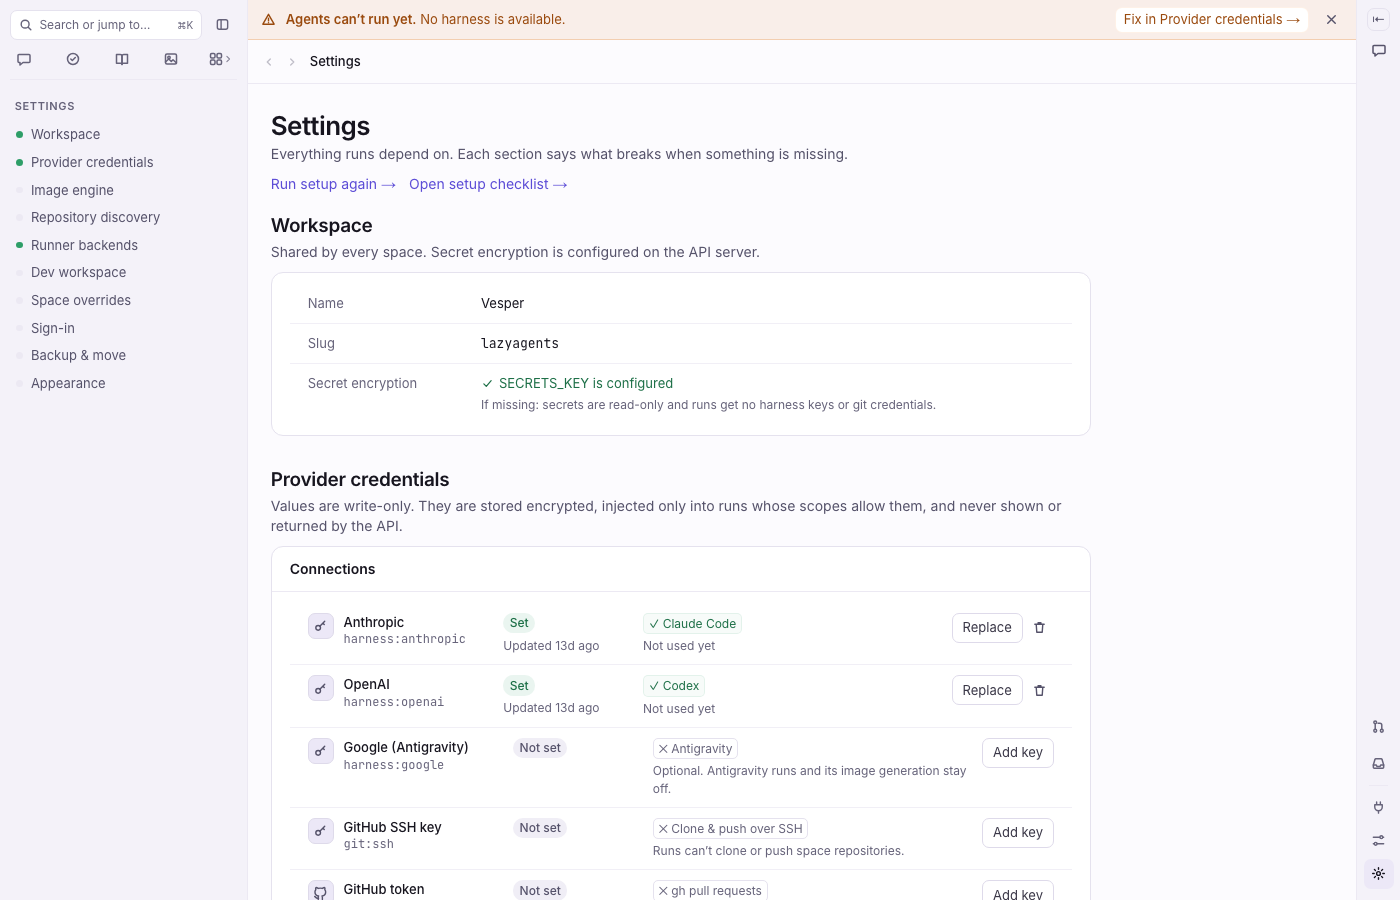 Search or jump to...
⌘K
SETTINGS
Workspace
Provider credentials
Image engine
Repository discovery
Runner backends
Dev workspace
Space overrides
Sign-in
Backup & move
Appearance
Agents can't run yet. No harness is available.
Fix in Provider credentials →
Settings
Settings
Everything runs depend on. Each section says what breaks when something is missing.
Run setup again → Open setup checklist →
Workspace
Shared by every space. Secret encryption is configured on the API server.
Name Vesper
Slug lazyagents
Secret encryption ✓ SECRETS_KEY is configured
If missing: secrets are read-only and runs get no harness keys or git credentials.
Provider credentials
Values are write-only. They are stored encrypted, injected only into runs whose scopes allow them, and never shown or
returned by the API.
Connections
Anthropic Set ✓ Claude Code Replace
harness:anthropic Updated 13d ago Not used yet
OpenAI Set ✓ Codex Replace
harness:openai Updated 13d ago Not used yet
Google (Antigravity) Not set Antigravity Add key
harness:google Optional. Antigravity runs and its image generation stay
off.
GitHub SSH key Not set Clone & push over SSH Add key
git:ssh Runs can't clone or push space repositories.
GitHub token Not set gh pull requests Add key